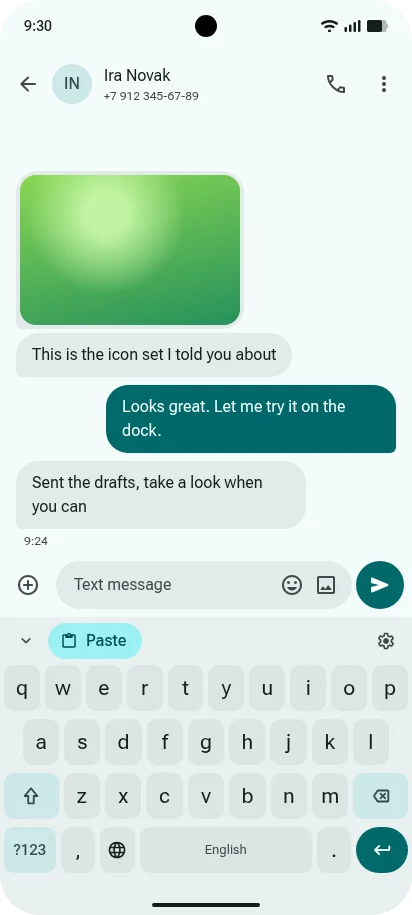 9:30
IN
Ira Novak
+7 912 345-67-89
This is the icon set I told you about
Looks great. Let me try it on the
dock.
Sent the drafts, take a look when
you can
9:24
Text message
Paste
q w e r t y u i o p
a s d f g h j k l
z x c v b n m
?123 , English .